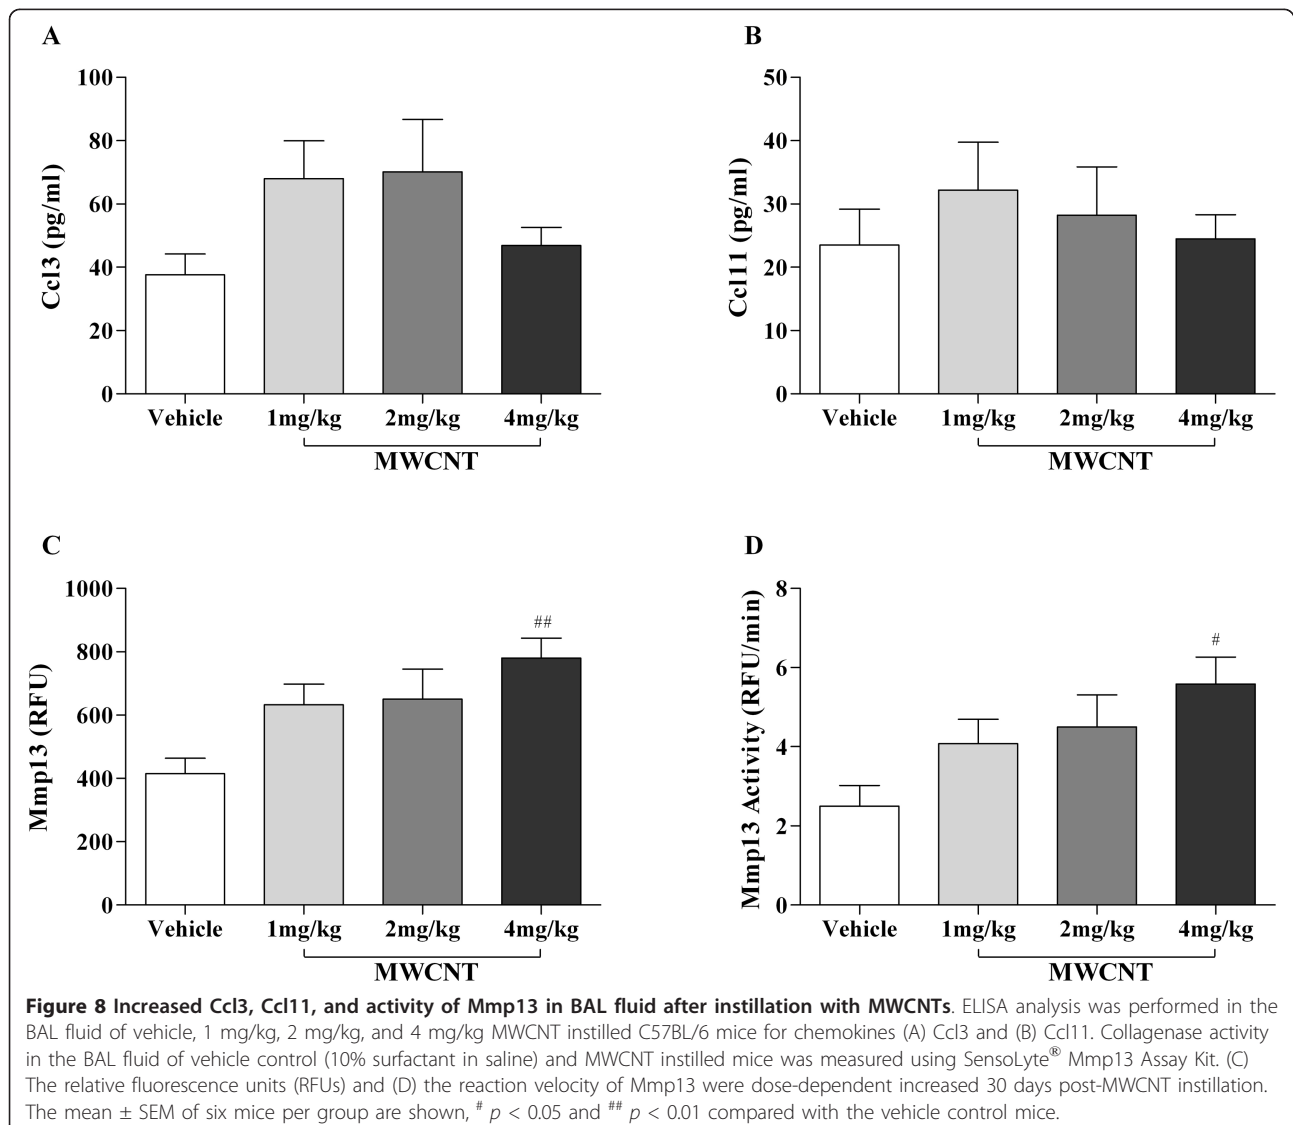 A
100
80
60
40
20
0
Ccl3 (pg/ml)
Vehicle 1mg/kg 2mg/kg 4mg/kg
MWCNT
B
50
40
30
20
10
0
Ccl11 (pg/ml)
Vehicle 1mg/kg 2mg/kg 4mg/kg
MWCNT
C
1000
800
600
400
200
0
Mmp13 (RFU)
##
Vehicle 1mg/kg 2mg/kg 4mg/kg
MWCNT
D
8
6
4
2
0
Mmp13 Activity (RFU/min)
#
Vehicle 1mg/kg 2mg/kg 4mg/kg
MWCNT
Figure 8 Increased Ccl3, Ccl11, and activity of Mmp13 in BAL fluid after instillation with MWCNTs. ELISA analysis was performed in the
BAL fluid of vehicle, 1 mg/kg, 2 mg/kg, and 4 mg/kg MWCNT instilled C57BL/6 mice for chemokines (A) Ccl3 and (B) Ccl11. Collagenase activity
in the BAL fluid of vehicle control (10% surfactant in saline) and MWCNT instilled mice was measured using SensoLyte® Mmp13 Assay Kit. (C)
The relative fluorescence units (RFUs) and (D) the reaction velocity of Mmp13 were dose-dependent increased 30 days post-MWCNT instillation.
The mean ± SEM of six mice per group are shown, # p < 0.05 and ## p < 0.01 compared with the vehicle control mice.